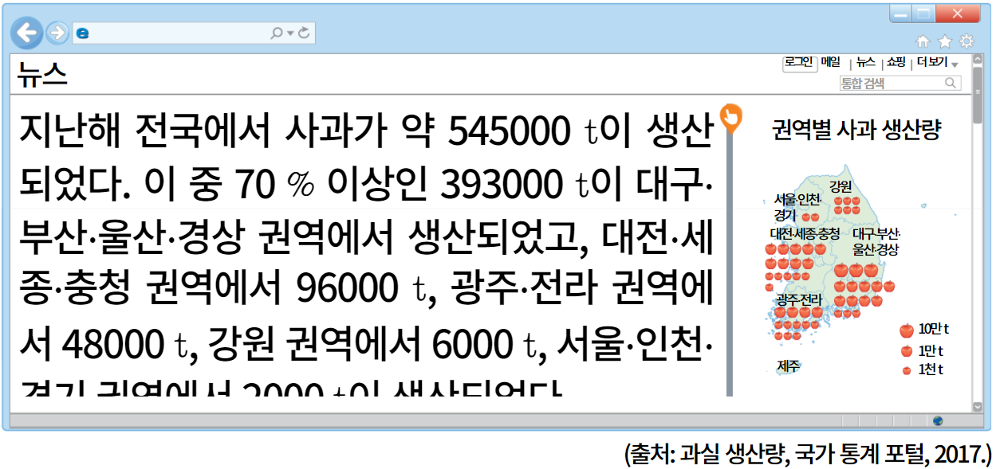 뉴스
로그인 메일 | 뉴스 | 쇼핑 | 더 보기
통합 검색
지난해 전국에서 사과가 약 545000 t이 생산
되었다. 이 중 70 % 이상인 393000 t이 대구·
부산·울산·경상 권역에서 생산되었고, 대전·세
종·충청 권역에서 96000 t, 광주·전라 권역에
서 48000 t, 강원 권역에서 6000 t, 서울·인천·
경기 권역에서 2000 t이 생산되었다.
권역별 사과 생산량
강원
서울·인천·
경기
대전·세종·충청
대구·부산·
울산·경상
광주·전라
제주
10만 t
1만 t
1천 t
(출처: 과실 생산량, 국가 통계 포털, 2017.)